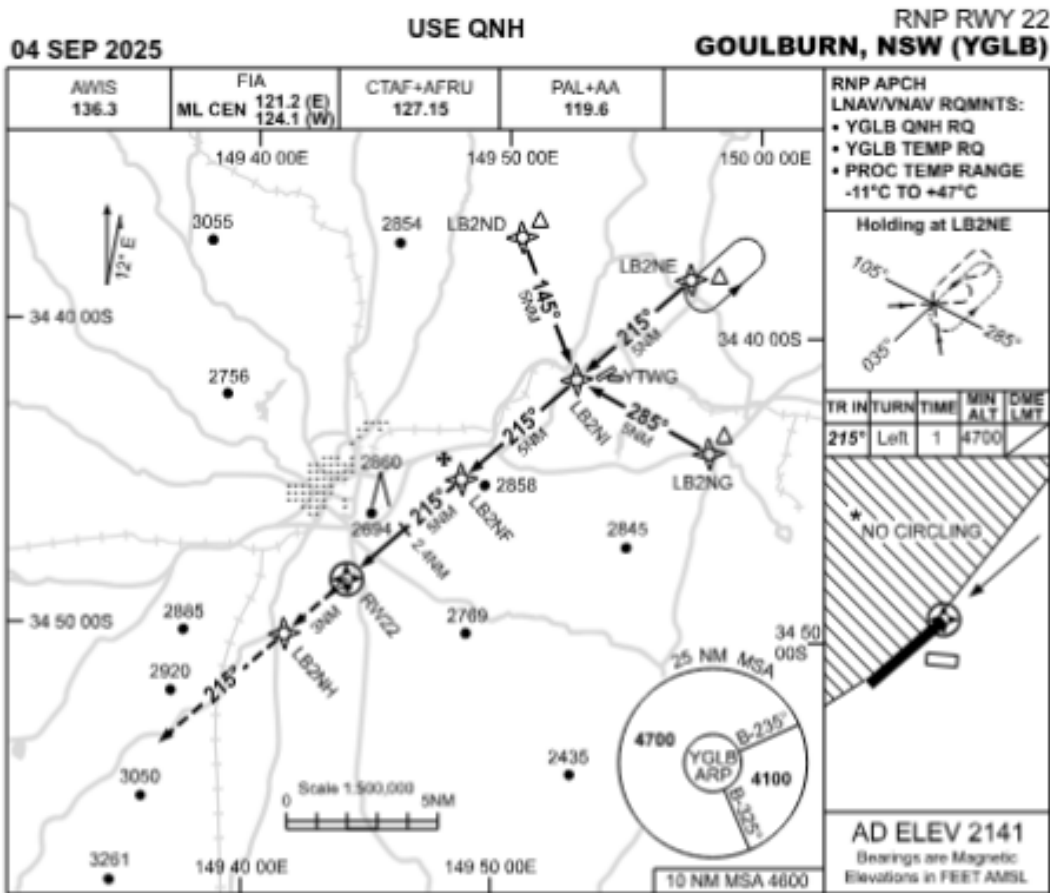 04 SEP 2025
USE QNH
RNP RWY 22
GOULBURN, NSW (YGLB)
AWIS
136.3
FIA
ML CEN 121.2 (E)
124.1 (W)
CTAF+AFRU
127.15
PAL+AA
119.6
RNP APCH
LNAV/VNAV RQMNTS:
• YGLB QNH RQ
• YGLB TEMP RQ
• PROC TEMP RANGE
-11°C TO +47°C
149 40 00E
149 50 00E
150 00 00E
12° E
3055
2854
LB2ND
145°
5NM
LB2NE
215°
5NM
34 40 00S
34 40 00S
2756
YTWG
LB2NI
285°
5NM
LB2NG
215°
5NM
2860
2858
LB2NF
2894
215°
5NM
2.4NM
2845
RW22
3NM
34 50 00S
34 50
00S
2885
2769
LB2NH
2920
215°
3050
2435
3261
Scale 1:500,000
0
5NM
149 40 00E
149 50 00E
25 NM MSA
4700
YGLB
ARP
B-235°
4100
B-325°
10 NM MSA 4600
Holding at LB2NE
105°
285°
035°
TR IN TURN TIME MIN ALT DME LMT
215° Left 1 4700
*NO CIRCLING
AD ELEV 2141
Bearings are Magnetic
Elevations in FEET AMSL